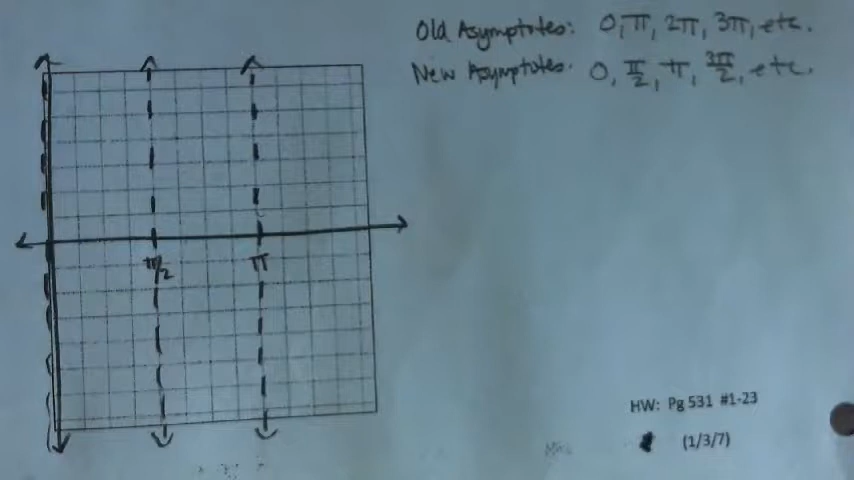 Old Asymptotes: 0, π, 2π, 3π, etc.
New Asymptotes: 0, π/2, π, 3π/2, etc.
π/2 π
HW: Pg 531 #1-23
(1/3/7)